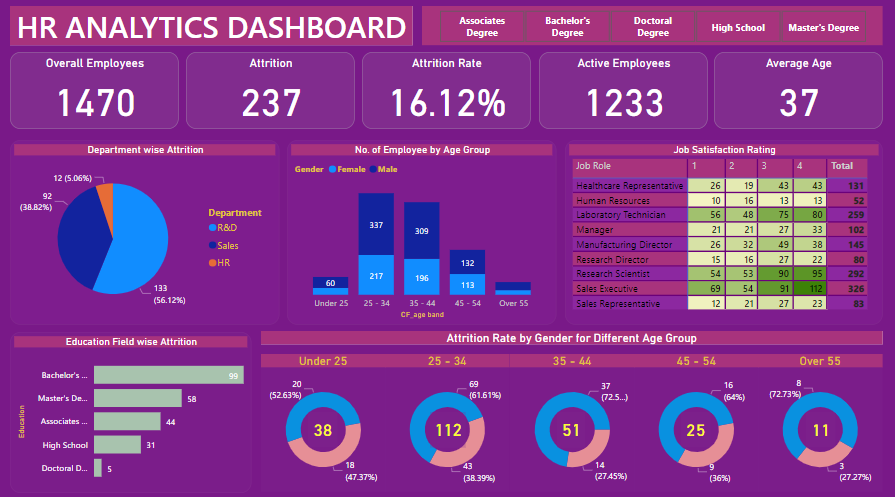 HR ANALYTICS DASHBOARD
Associates Degree
Bachelor's Degree
Doctoral Degree
High School
Master's Degree
Overall Employees
1470
Attrition
237
Attrition Rate
16.12%
Active Employees
1233
Average Age
37
Department wise Attrition
12 (5.06%)
92
(38.82%)
133
(56.12%)
Department
R&D
Sales
HR
No. of Employee by Age Group
Gender Female Male
60
337
217
309
196
132
113
Under 25 25 - 34 35 - 44 45 - 54 Over 55
CF_age band
Job Satisfaction Rating
Job Role 1 2 3 4 Total
Healthcare Representative 26 19 43 43 131
Human Resources 10 16 13 13 52
Laboratory Technician 56 48 75 80 259
Manager 21 21 27 33 102
Manufacturing Director 26 32 49 38 145
Research Director 15 16 27 22 80
Research Scientist 54 53 90 95 292
Sales Executive 69 54 91 112 326
Sales Representative 12 21 27 23 83
Education Field wise Attrition
Education
Bachelor's ... 99
Master's De... 58
Associates ... 44
High School 31
Doctoral D... 5
Attrition Rate by Gender for Different Age Group
Under 25
25 - 34
35 - 44
45 - 54
Over 55
20
(52.63%)
38
18
(47.37%)
69
(61.61%)
112
43
(38.39%)
37
(72.5...)
51
14
(27.45%)
16
(64%)
25
9
(36%)
8
(72.73%)
11
3
(27.27%)